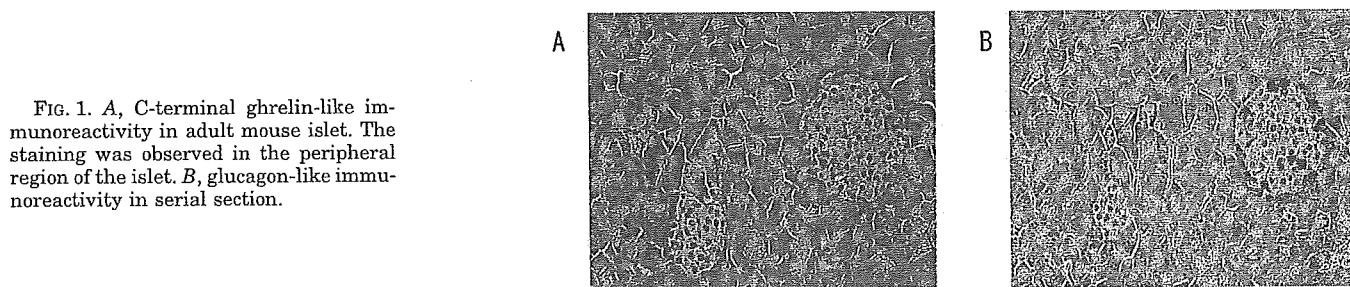 FIG. 1. A, C-terminal ghrelin-like im-
munoreactivity in adult mouse islet. The
staining was observed in the peripheral
region of the islet. B, glucagon-like immu-
noreactivity in serial section.
A
B